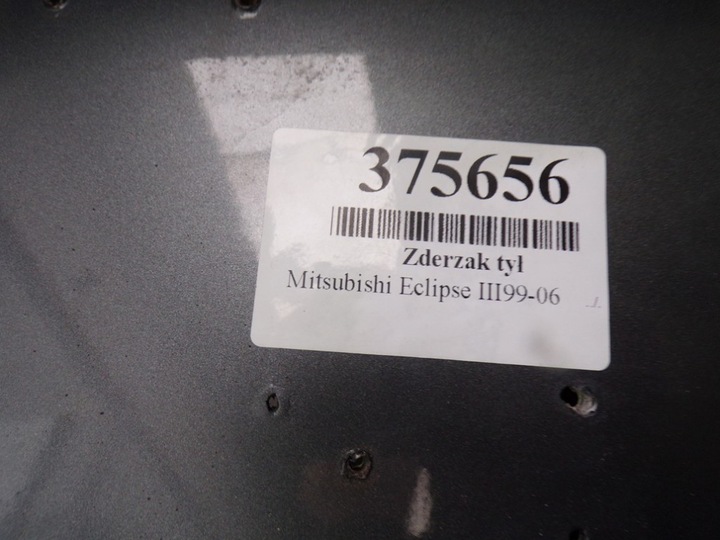 375656
Zderzak tył
Mitsubishi Eclipse III99-06